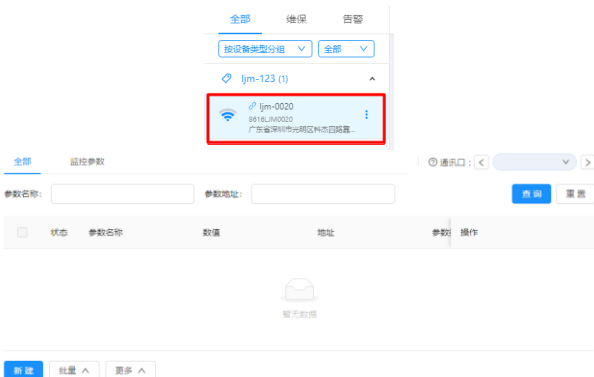 全部 维保 告警
按设备类型分组 全部
ljm-123 (1)
ljm-0020
8616LJM0020
广东省深圳市光明区科杰四路鑫...
全部 监控参数 通讯口：
参数名称： 参数地址： 查 询 重 置
状态 参数名称 数值 地址 参数 操作
暂无数据
新 建 批量 更多